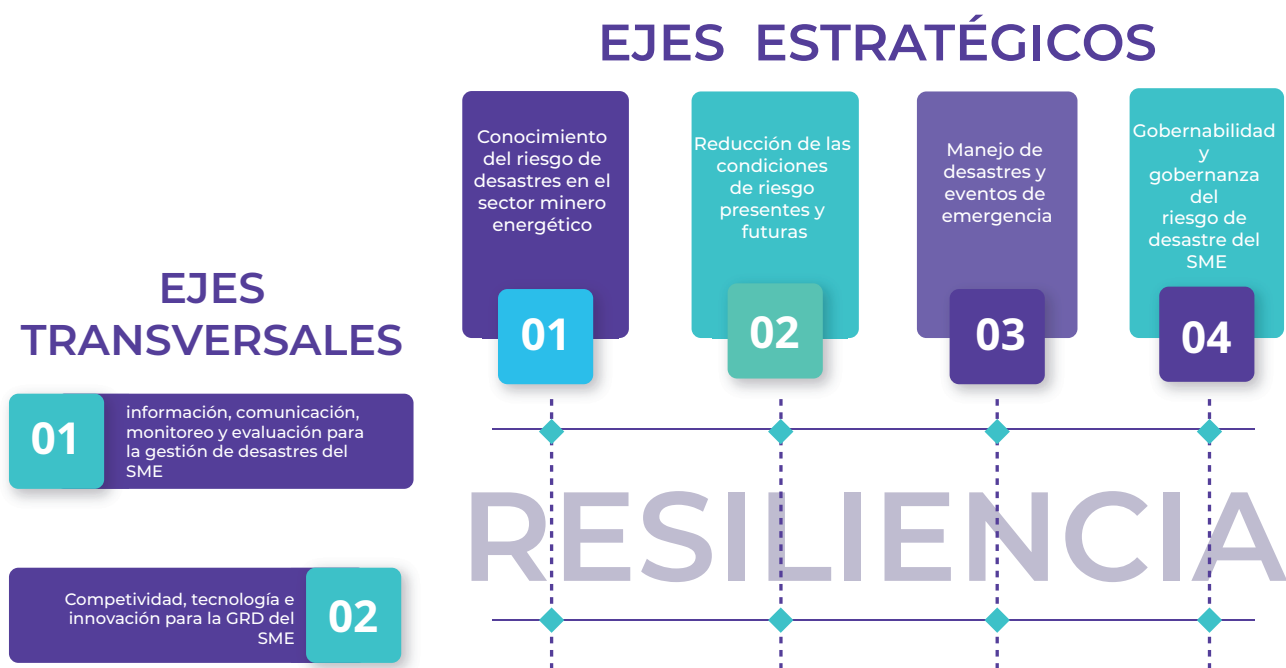 EJES ESTRATÉGICOS
Conocimiento
del riesgo de
desastres en el
sector minero
energético
01
Reducción de las
condiciones
de riesgo
presentes y
futuras
02
Manejo de
desastres y
eventos de
emergencia
03
Gobernabilidad
y
gobernanza
del
riesgo de
desastre del
SME
04
EJES
TRANSVERSALES
01
información, comunicación,
monitoreo y evaluación para
la gestión de desastres del
SME
RESILIENCIA
Competividad, tecnología e
innovación para la GRD del
SME
02